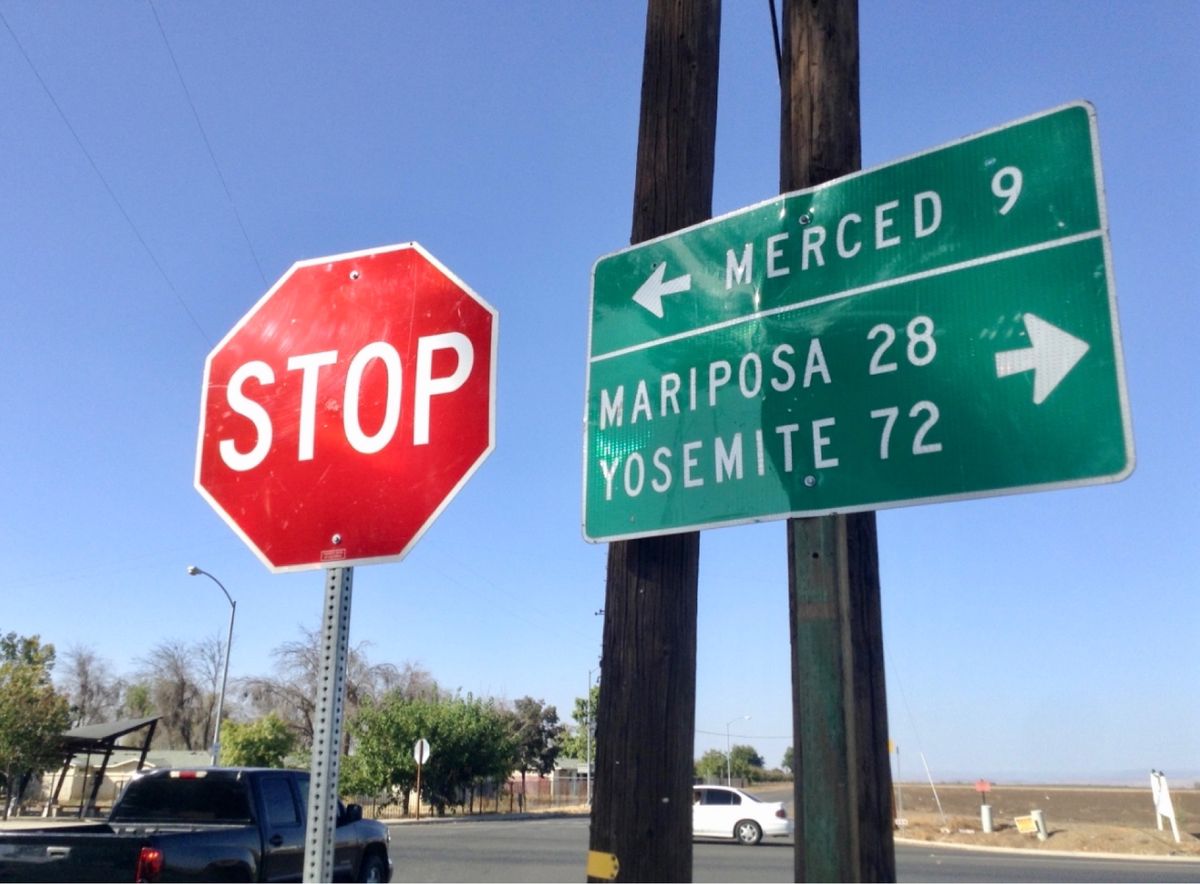 STOP
MERCED 9
MARIPOSA 28
YOSEMITE 72